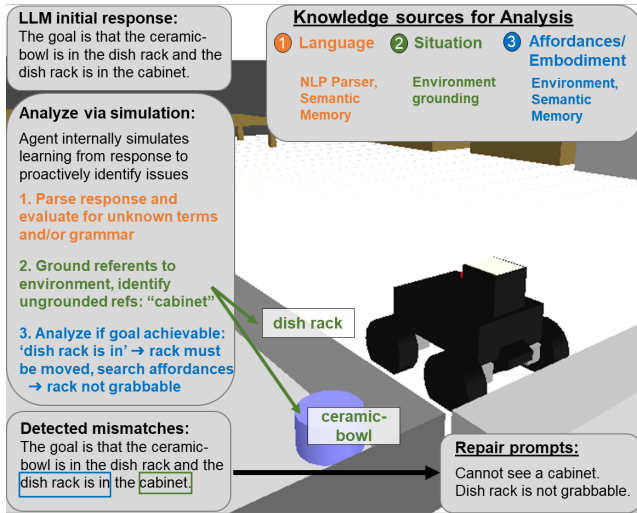 LLM initial response:
The goal is that the ceramic-
bowl is in the dish rack and the
dish rack is in the cabinet.
Knowledge sources for Analysis
1 Language
NLP Parser,
Semantic
Memory
2 Situation
Environment
grounding
3 Affordances/
Embodiment
Environment,
Semantic
Memory
Analyze via simulation:
Agent internally simulates
learning from response to
proactively identify issues
1. Parse response and
evaluate for unknown terms
and/or grammar
2. Ground referents to
environment, identify
ungrounded refs: “cabinet”
3. Analyze if goal achievable:
‘dish rack is in’ ➔ rack must
be moved, search affordances
➔ rack not grabbable
dish rack
ceramic-
bowl
Detected mismatches:
The goal is that the ceramic-
bowl is in the dish rack and the
dish rack is in the cabinet.
Repair prompts:
Cannot see a cabinet.
Dish rack is not grabbable.